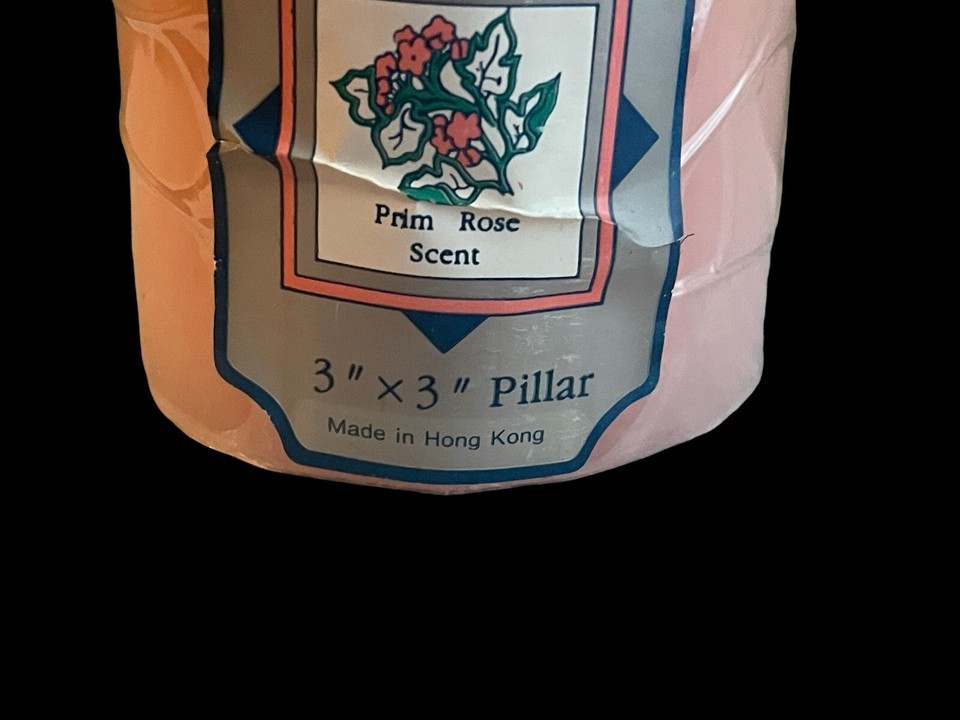 Prim Rose
Scent
3" × 3" Pillar
Made in Hong Kong